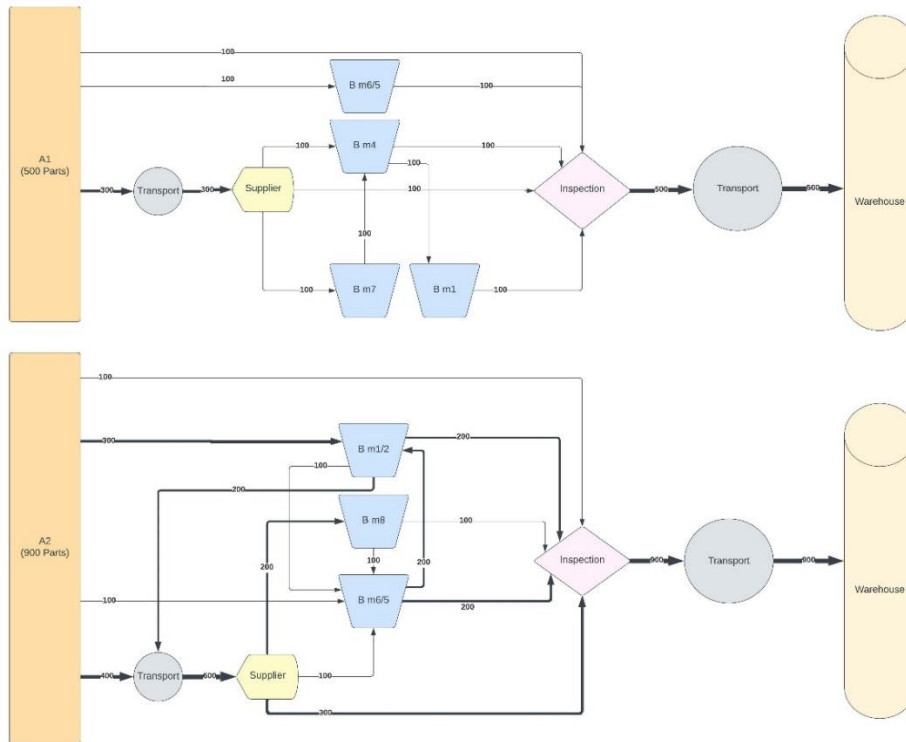 100
100
B m6/5
100
A1
(500 Parts)
100
B m4
100
100
300
Transport
300
Supplier
100
Inspection
500
Transport
500
Warehouse
100
100
B m7
B m1
100
100
A2
(900 Parts)
300
B m1/2
200
100
200
B m8
100
200
100
200
Inspection
900
Transport
900
Warehouse
100
B m6/5
200
400
Transport
600
Supplier
100
300